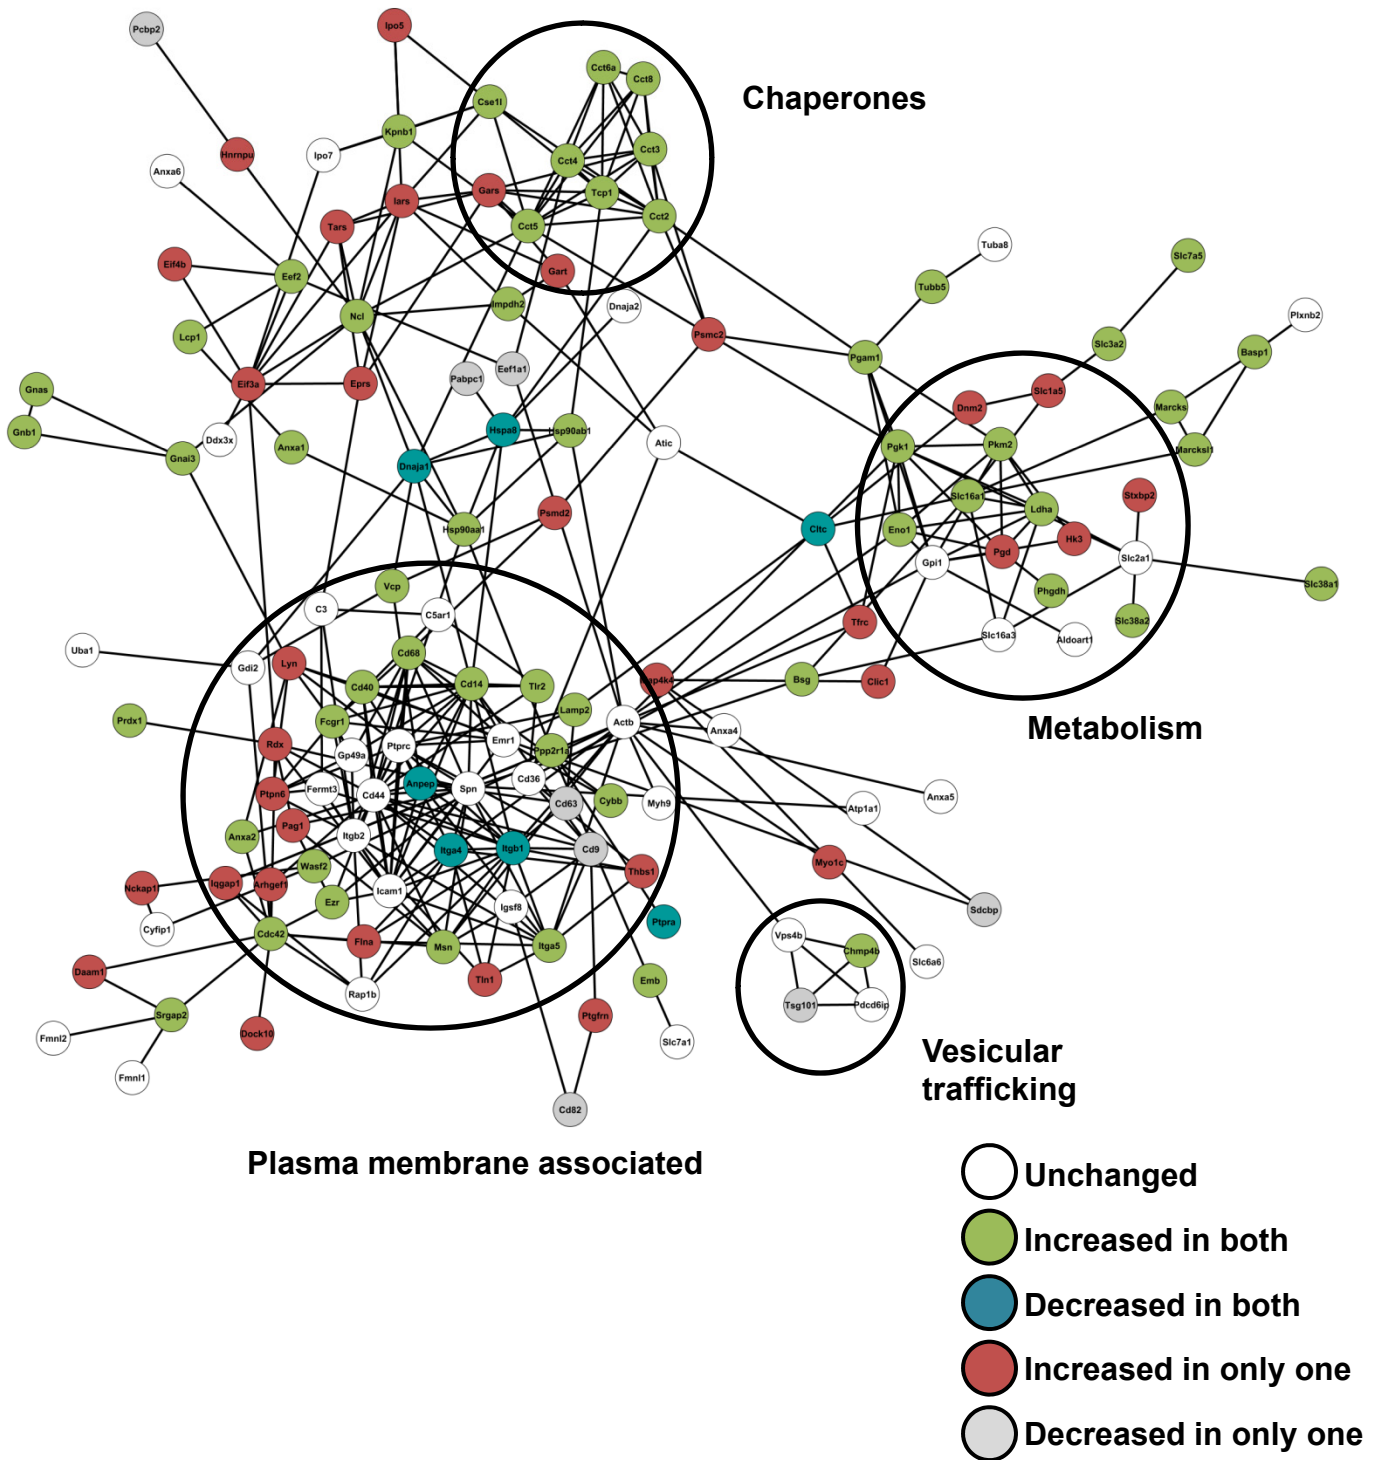 Pcbp2
Ipo5
Cct6a
Cct8
Cse1l
Chaperones
Kpnb1
Hnrnpu
Ipo7
Cct3
Cct4
Anxa6
Gars
Tcp1
Iars
Cct2
Tars
Cct5
Tuba8
Slc7a5
Eif4b
Eef2
Gart
Tubb5
Impdh2
Dnaja2
Ncl
Plxnb2
Lcp1
Psmc2
Slc3a2
Basp1
Pgam1
Eef1a1
Pabpc1
Eif3a
Eprs
Gnas
Slc1a5
Dnm2
Marcks
Gnb1
Ddx3x
Hspa8
Hsp90ab1
Atic
Anxa1
Pgk1
Pkm2
Marcksl1
Gnai3
Dnaja1
Slc16a1
Stxbp2
Ldha
Psmd2
Hsp90aa1
Cltc
Eno1
Hk3
Pgd
Slc2a1
Gpi1
Vcp
Phgdh
Slc38a1
C3
C5ar1
Tfrc
Slc38a2
Slc16a3
Aldoart1
Uba1
Gdi2
Lyn
Cd68
Cd40
Cd14
Tlr2
Map4k4
Bsg
Clic1
Prdx1
Fcgr1
Lamp2
Actb
Anxa4
Metabolism
Rdx
Gp49a
Ptprc
Emr1
Ppp2r1a
Ptpn6
Fermt3
Cd44
Anpep
Spn
Cd36
Cd63
Cybb
Myh9
Atp1a1
Anxa5
Anxa2
Pag1
Itgb2
Itga4
Itgb1
Cd9
Wasf2
Thbs1
Myo1c
Nckap1
Iqgap1
Arhgef1
Ezr
Icam1
Igsf8
Ptpra
Sdcbp
Cyfip1
Cdc42
Flna
Msn
Itga5
Vps4b
Chmp4b
Slc6a6
Daam1
Tln1
Emb
Rap1b
Tsg101
Pdcd6ip
Srgap2
Ptgfrn
Fmnl2
Dock10
Slc7a1
Vesicular
trafficking
Fmnl1
Cd82
Plasma membrane associated
Unchanged
Increased in both
Decreased in both
Increased in only one
Decreased in only one